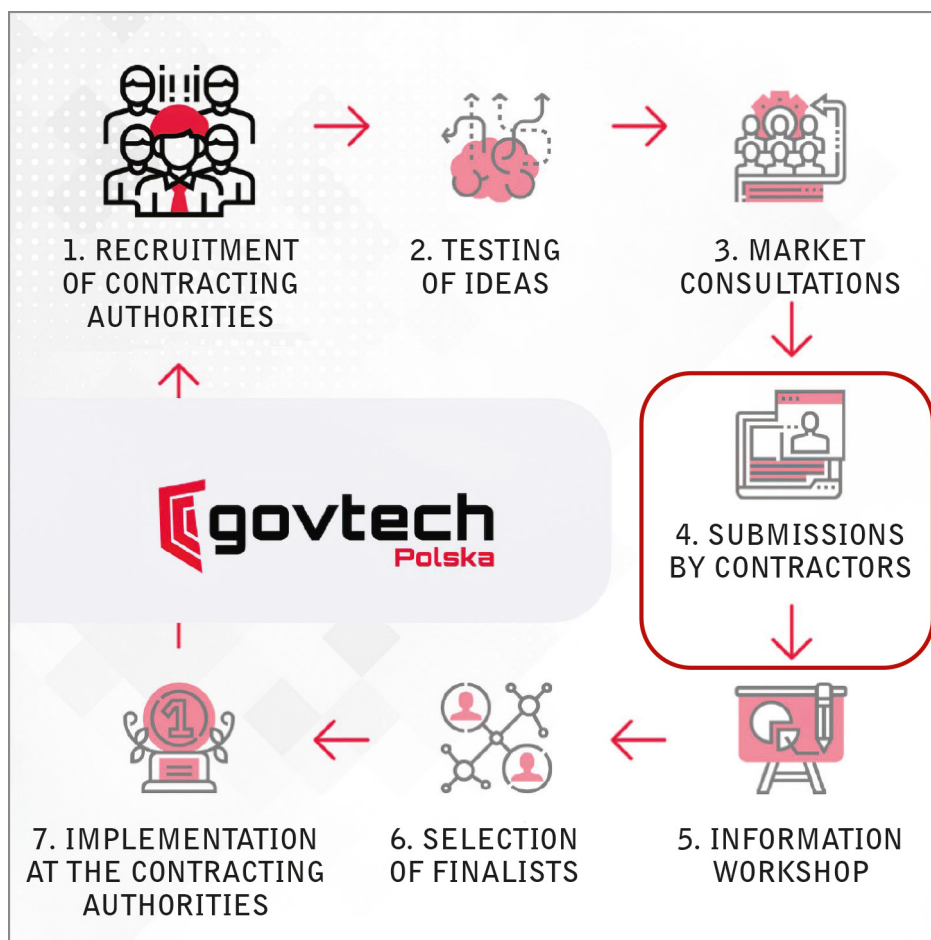 1. RECRUITMENT
OF CONTRACTING
AUTHORITIES
2. TESTING
OF IDEAS
3. MARKET
CONSULTATIONS
govtech
Polska
4. SUBMISSIONS
BY CONTRACTORS
5. INFORMATION
WORKSHOP
6. SELECTION
OF FINALISTS
1
7. IMPLEMENTATION
AT THE CONTRACTING
AUTHORITIES